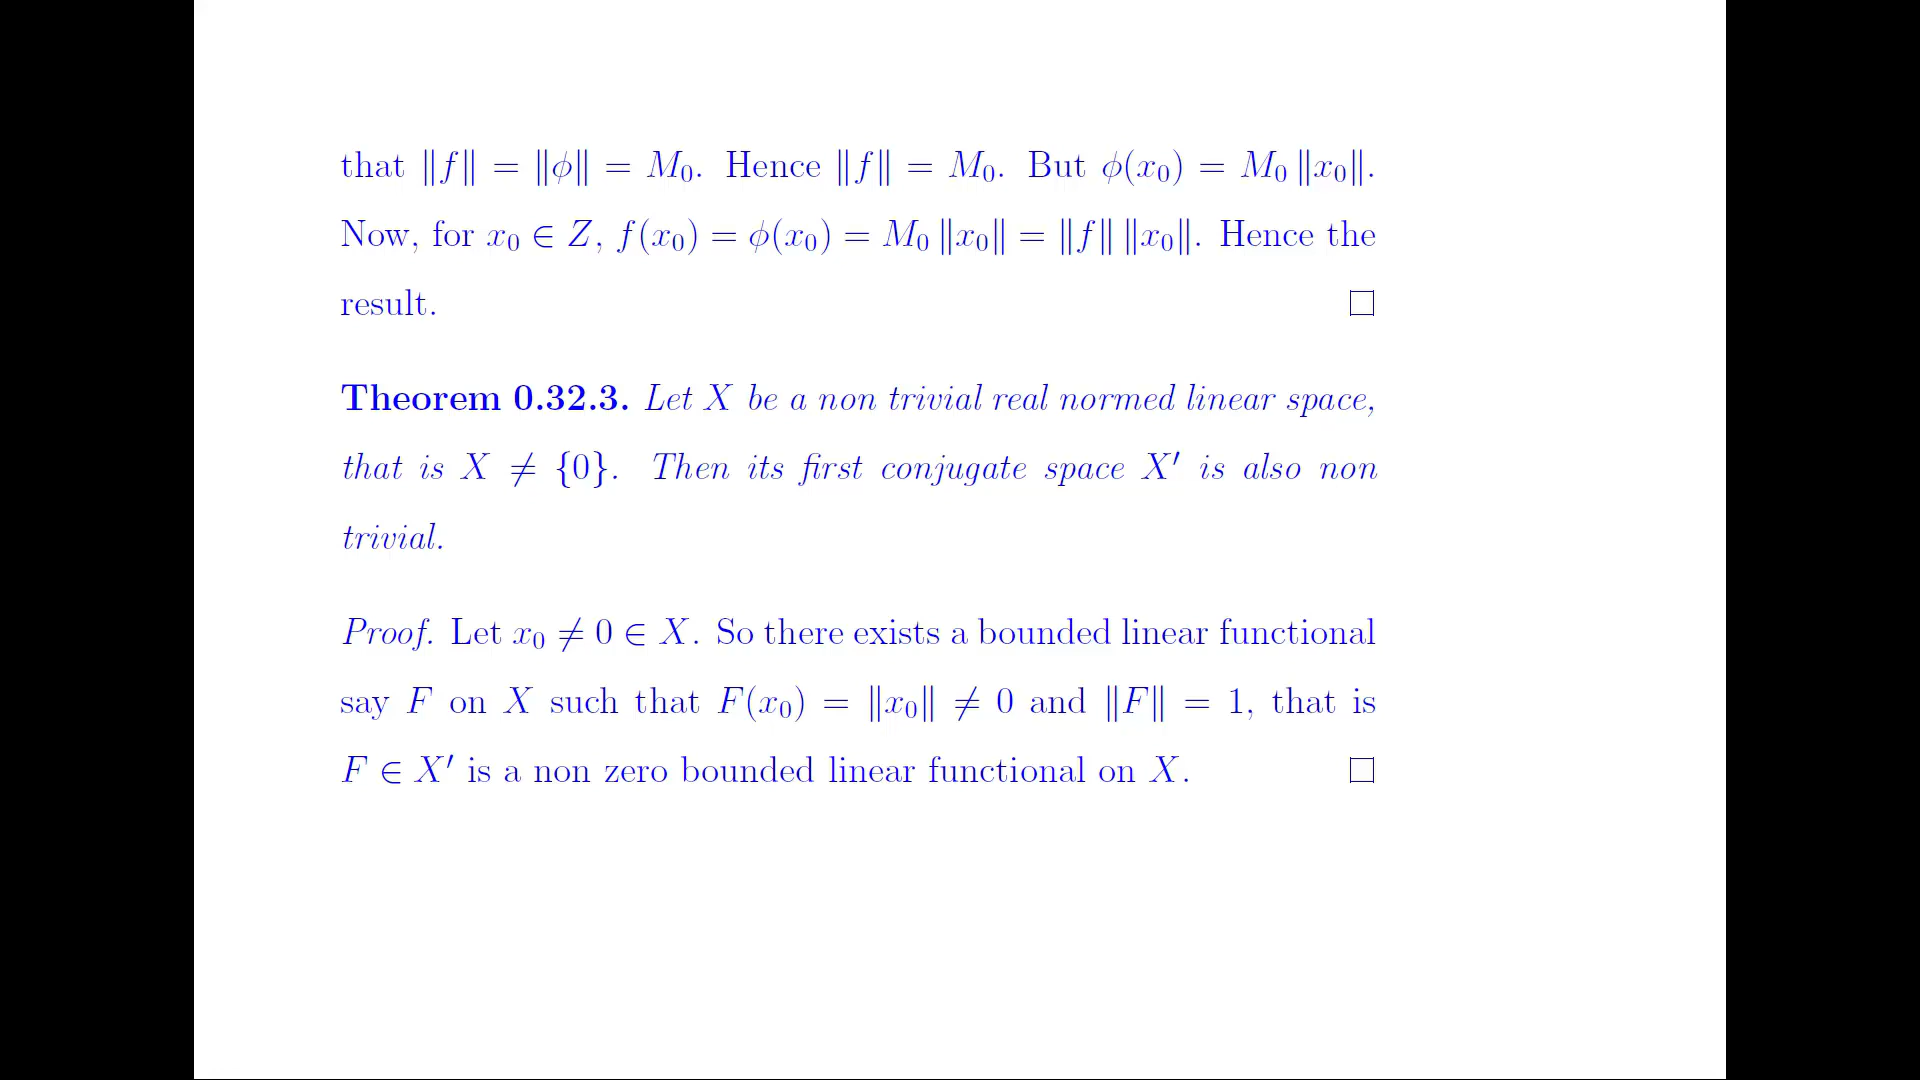 that ‖f‖ = ‖ϕ‖ = M₀. Hence ‖f‖ = M₀. But ϕ(x₀) = M₀ ‖x₀‖.
Now, for x₀ ∈ Z, f(x₀) = ϕ(x₀) = M₀ ‖x₀‖ = ‖f‖ ‖x₀‖. Hence the
result. □
Theorem 0.32.3. Let X be a non trivial real normed linear space,
that is X ≠ {0}. Then its first conjugate space X′ is also non
trivial.
Proof. Let x₀ ≠ 0 ∈ X. So there exists a bounded linear functional
say F on X such that F(x₀) = ‖x₀‖ ≠ 0 and ‖F‖ = 1, that is
F ∈ X′ is a non zero bounded linear functional on X. □